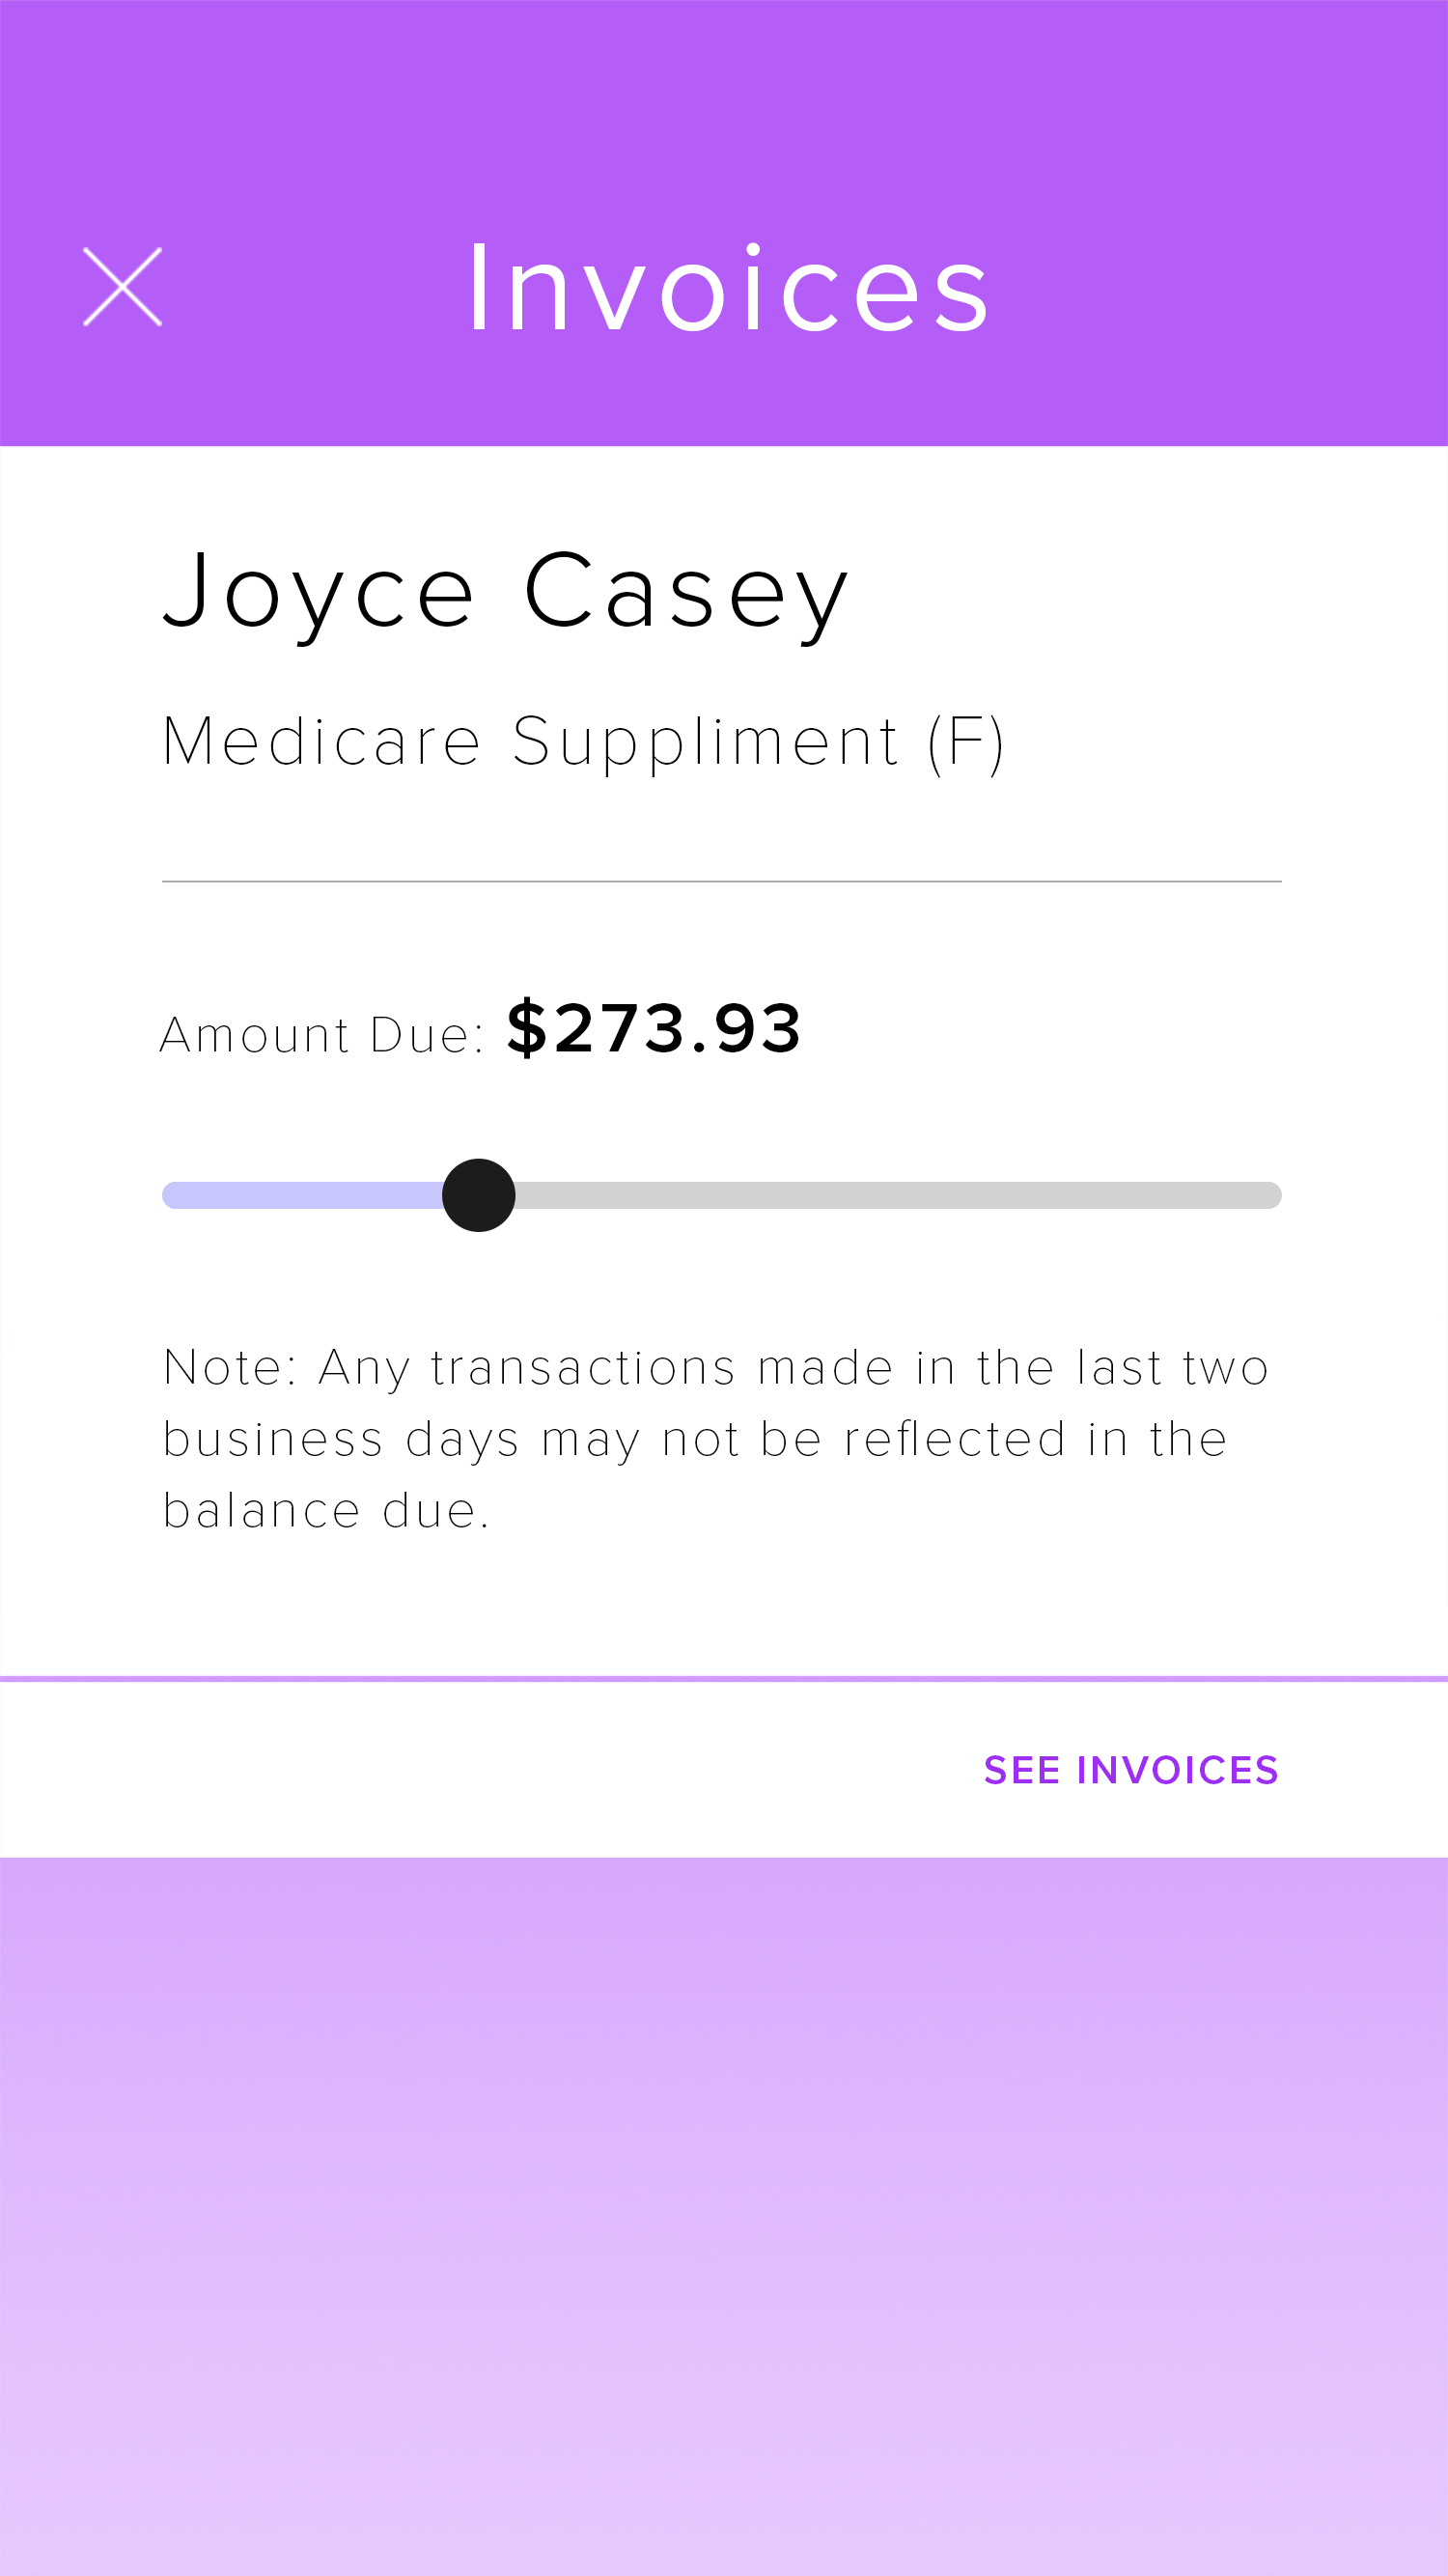 Invoices
Joyce Casey
Medicare Suppliment (F)
Amount Due: $273.93
Note: Any transactions made in the last two
business days may not be reflected in the
balance due.
SEE INVOICES